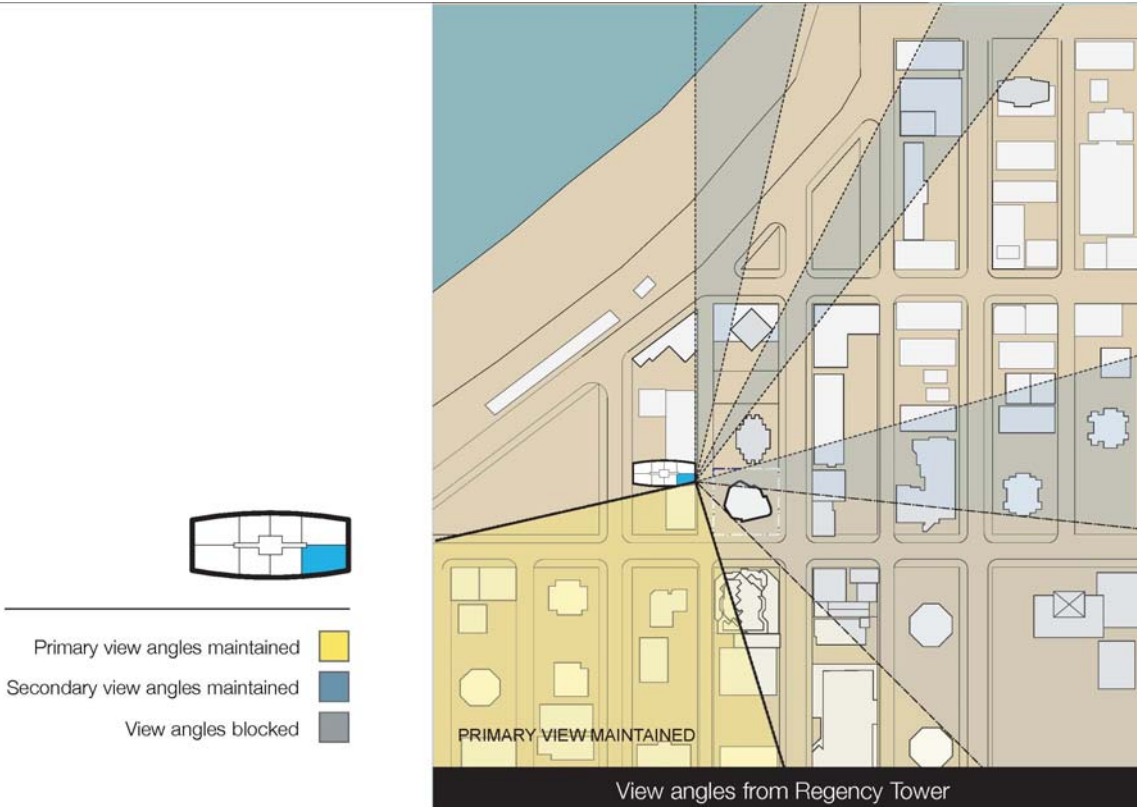 Primary view angles maintained
Secondary view angles maintained
View angles blocked
PRIMARY VIEW MAINTAINED
View angles from Regency Tower